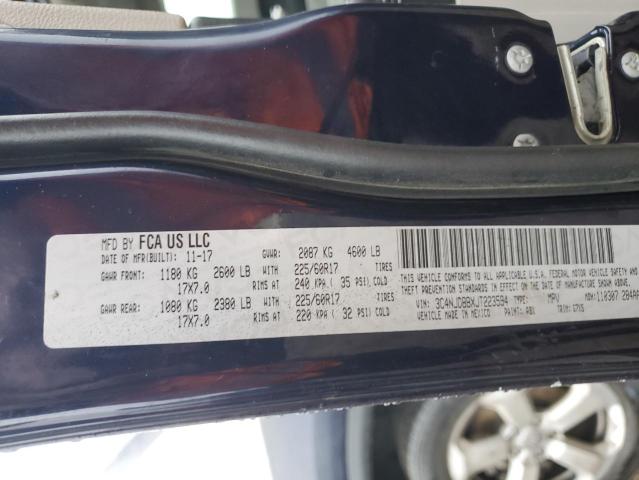 MFD BY FCA US LLC
DATE OF MFR(BUILT): 11-17 GVWR: 2087 KG 4600 LB
GAWR FRONT: 1180 KG 2600 LB WITH 225/60R17 TIRES
17X7.0 RIMS AT 240 KPA ( 35 PSI) COLD
GAWR REAR: 1080 KG 2380 LB WITH 225/60R17 TIRES
17X7.0 RIMS AT 220 KPA ( 32 PSI) COLD
THIS VEHICLE CONFORMS TO ALL APPLICABLE U.S.A. FEDERAL MOTOR VEHICLE
THEFT PREVENTION STANDARDS IN EFFECT ON THE DATE OF MANUFACTURE SHOWN ABOVE.
VIN: 3C4NJDBBXJT223594 TYPE: MPV MDH: 110307
VEHICLE MADE IN MEXICO PAINT: TRIM: